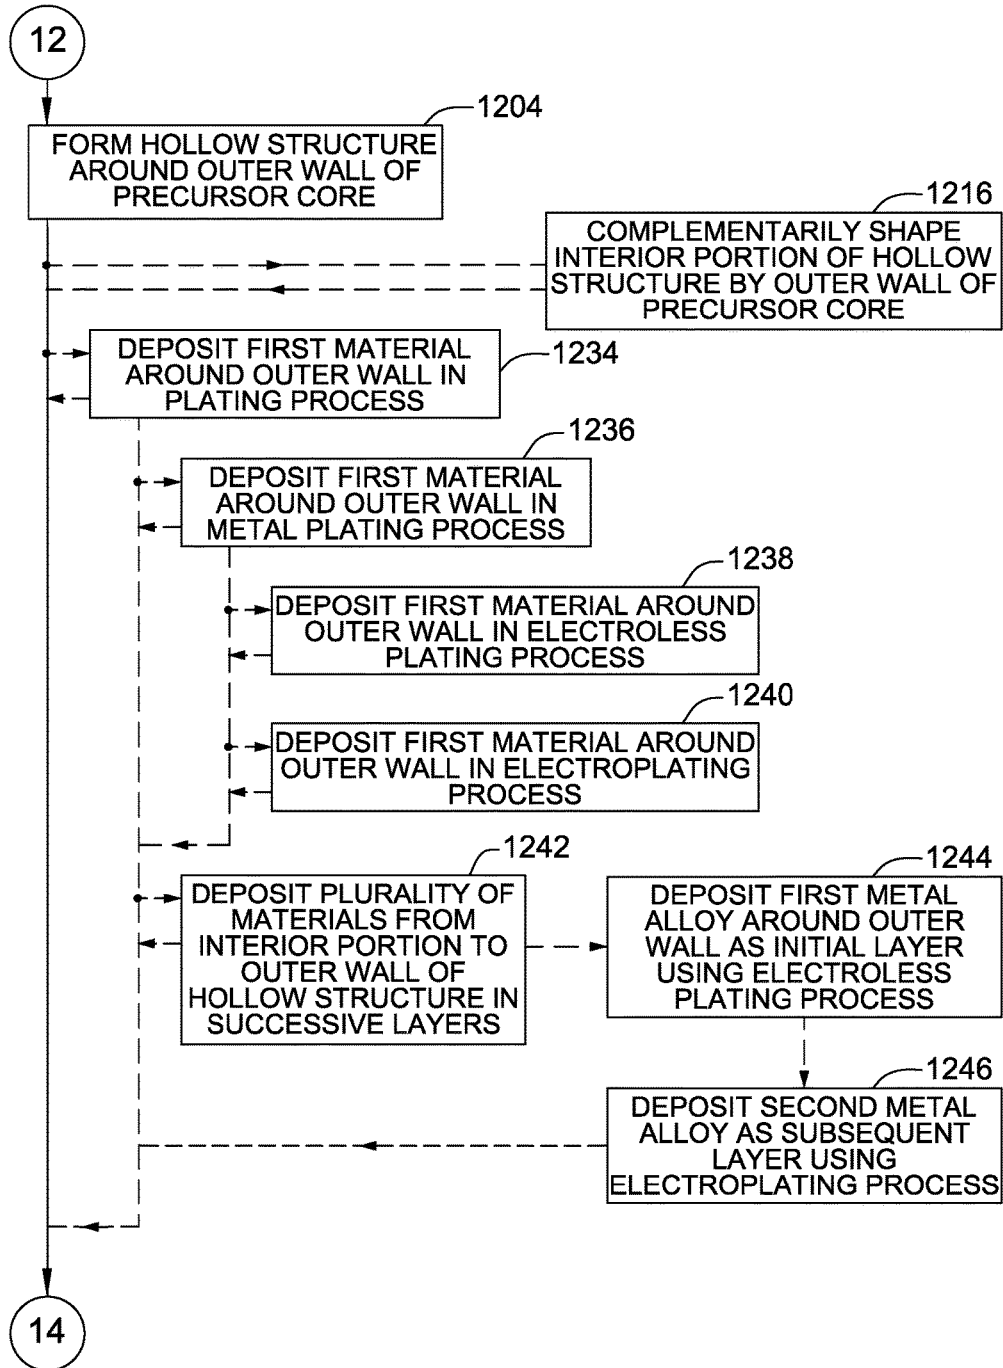 12
1204
FORM HOLLOW STRUCTURE
AROUND OUTER WALL OF
PRECURSOR CORE
1216
COMPLEMENTARILY SHAPE
INTERIOR PORTION OF HOLLOW
STRUCTURE BY OUTER WALL OF
PRECURSOR CORE
1234
DEPOSIT FIRST MATERIAL
AROUND OUTER WALL IN
PLATING PROCESS
1236
DEPOSIT FIRST MATERIAL
AROUND OUTER WALL IN
METAL PLATING PROCESS
1238
DEPOSIT FIRST MATERIAL AROUND
OUTER WALL IN ELECTROLESS
PLATING PROCESS
1240
DEPOSIT FIRST MATERIAL AROUND
OUTER WALL IN ELECTROPLATING
PROCESS
1242
DEPOSIT PLURALITY OF
MATERIALS FROM
INTERIOR PORTION TO
OUTER WALL OF
HOLLOW STRUCTURE IN
SUCCESSIVE LAYERS
1244
DEPOSIT FIRST METAL
ALLOY AROUND OUTER
WALL AS INITIAL LAYER
USING ELECTROLESS
PLATING PROCESS
1246
DEPOSIT SECOND METAL
ALLOY AS SUBSEQUENT
LAYER USING
ELECTROPLATING PROCESS
14